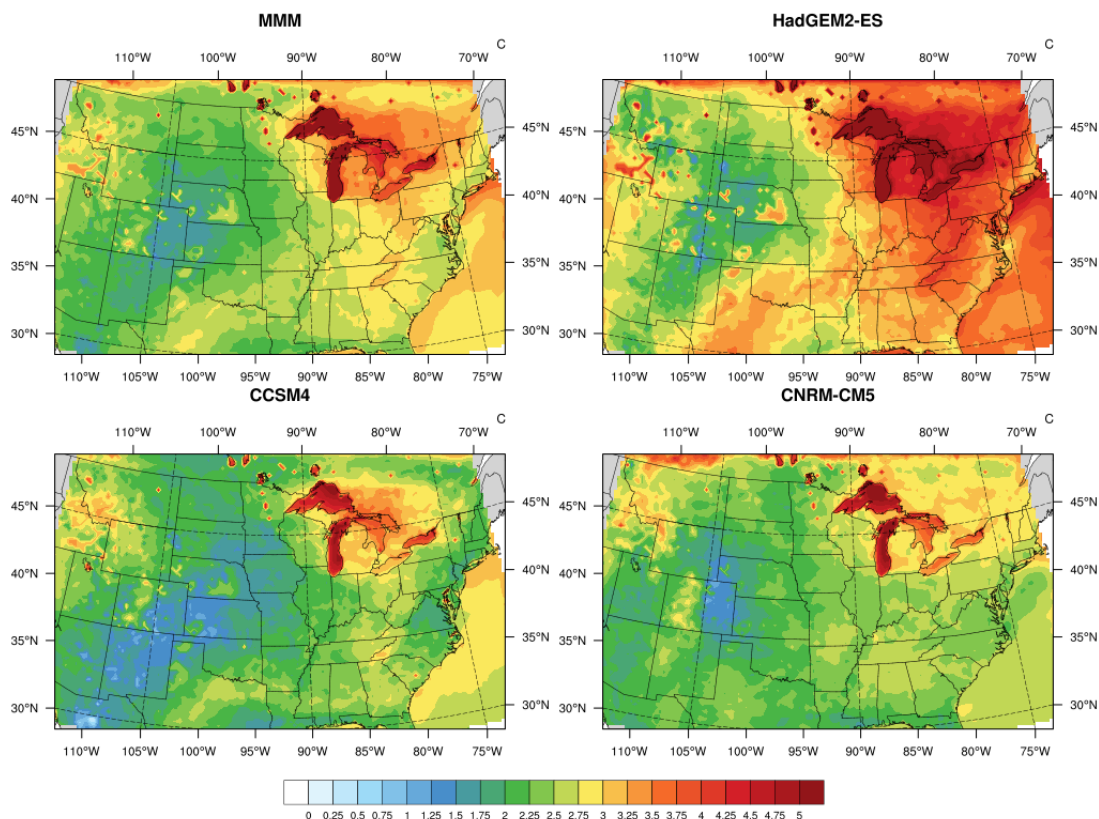 MMM
HadGEM2-ES
C
C
110°W 100°W 90°W 80°W 70°W
110°W 100°W 90°W 80°W 70°W
45°N 45°N
45°N 45°N
40°N 40°N
40°N 40°N
35°N 35°N
35°N 35°N
30°N 30°N
30°N 30°N
110°W 105°W 100°W 95°W 90°W 85°W 80°W 75°W
110°W 105°W 100°W 95°W 90°W 85°W 80°W 75°W
CCSM4
CNRM-CM5
C
C
110°W 100°W 90°W 80°W 70°W
110°W 100°W 90°W 80°W 70°W
45°N 45°N
45°N 45°N
40°N 40°N
40°N 40°N
35°N 35°N
35°N 35°N
30°N 30°N
30°N 30°N
110°W 105°W 100°W 95°W 90°W 85°W 80°W 75°W
110°W 105°W 100°W 95°W 90°W 85°W 80°W 75°W
0 0.25 0.5 0.75 1 1.25 1.5 1.75 2 2.25 2.5 2.75 3 3.25 3.5 3.75 4 4.25 4.5 4.75 5